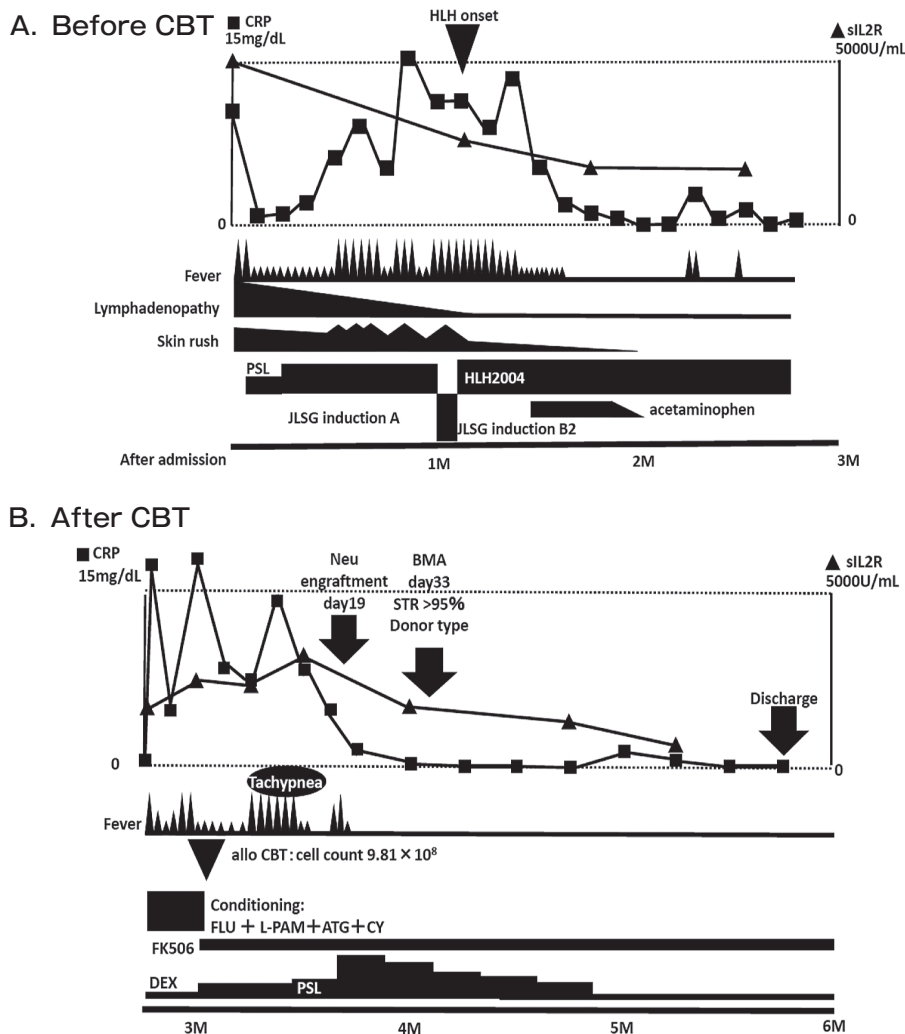 A. Before CBT
CRP
15mg/dL
HLH onset
sIL2R
5000U/mL
0
0
Fever
Lymphadenopathy
Skin rush
PSL
HLH2004
JLSG induction A
JLSG induction B2
acetaminophen
After admission
1M
2M
3M
B. After CBT
CRP
15mg/dL
Neu
engraftment
day19
BMA
day33
STR >95%
Donor type
sIL2R
5000U/mL
Discharge
0
0
Tachypnea
Fever
allo CBT : cell count 9.81 × 10⁸
Conditioning:
FLU + L-PAM+ATG+CY
FK506
DEX
PSL
3M
4M
5M
6M